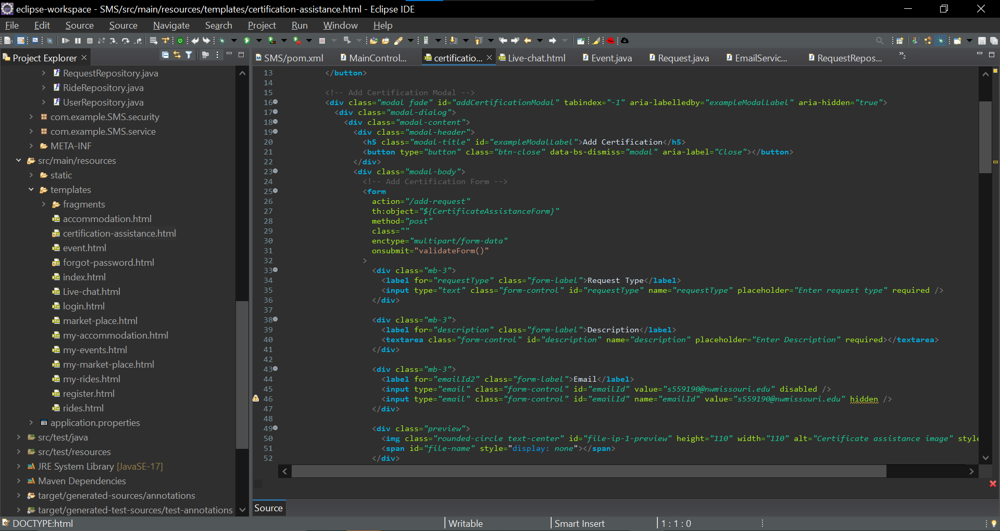 eclipse-workspace - SMS/src/main/resources/templates/certification-assistance.html - Eclipse IDE
File Edit Source Source Navigate Search Project Run Window Help
Project Explorer
SMS/pom.xml MainControl... certificatio... Live-chat.html Event.java Request.java EmailServic... RequestRepos... »2
RequestRepository.java
RideRepository.java
UserRepository.java
com.example.SMS.security
com.example.SMS.service
META-INF
src/main/resources
static
templates
fragments
accommodation.html
certification-assistance.html
event.html
forgot-password.html
index.html
Live-chat.html
login.html
market-place.html
my-accommodation.html
my-events.html
my-market-place.html
my-rides.html
register.html
rides.html
application.properties
src/test/java
src/test/resources
JRE System Library [JavaSE-17]
Maven Dependencies
target/generated-sources/annotations
target/generated-test-sources/test-annotations
13 </button>
14
15 <!-- Add Certification Modal -->
16 <div class="modal fade" id="addCertificationModal" tabindex="-1" aria-labelledby="exampleModalLabel" aria-hidden="true">
17 <div class="modal-dialog">
18 <div class="modal-content">
19 <div class="modal-header">
20 <h5 class="modal-title" id="exampleModalLabel">Add Certification</h5>
21 <button type="button" class="btn-close" data-bs-dismiss="modal" aria-label="Close"></button>
22 </div>
23 <div class="modal-body">
24 <!-- Add Certification Form -->
25 <form
26 action="/add-request"
27 th:object="${CertificateAssistanceForm}"
28 method="post"
29 class=""
30 enctype="multipart/form-data"
31 onsubmit="validateForm()"
32 >
33 <div class="mb-3">
34 <label for="requestType" class="form-label">Request Type</label>
35 <input type="text" class="form-control" id="requestType" name="requestType" placeholder="Enter request type" required />
36 </div>
37
38 <div class="mb-3">
39 <label for="description" class="form-label">Description</label>
40 <textarea class="form-control" id="description" name="description" placeholder="Enter Description" required></textarea>
41 </div>
42
43 <div class="mb-3">
44 <label for="emailId2" class="form-label">Email</label>
45 <input type="email" class="form-control" id="emailId" value="s559190@nwmissouri.edu" disabled />
46 <input type="email" class="form-control" id="emailId" name="emailId" value="s559190@nwmissouri.edu" hidden />
47 </div>
48
49 <div class="preview">
50 <img class="rounded-circle text-center" id="file-ip-1-preview" height="110" width="110" alt="Certificate assistance image" style
51 <span id="file-name" style="display: none"></span>
52 </div>
Source
DOCTYPE:html Writable Smart Insert 1 : 1 : 0